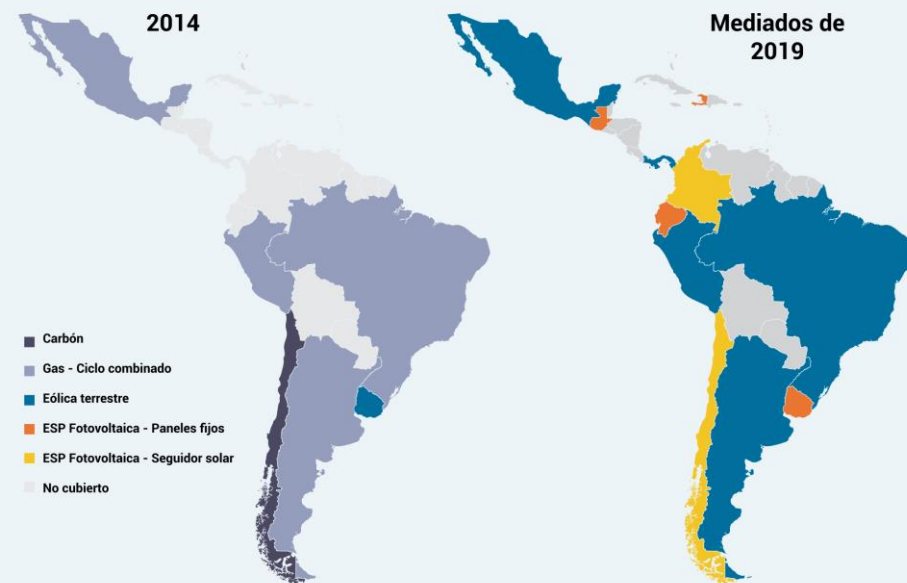 2014
Mediados de
2019
Carbón
Gas - Ciclo combinado
Eólica terrestre
ESP Fotovoltaica - Paneles fijos
ESP Fotovoltaica - Seguidor solar
No cubierto